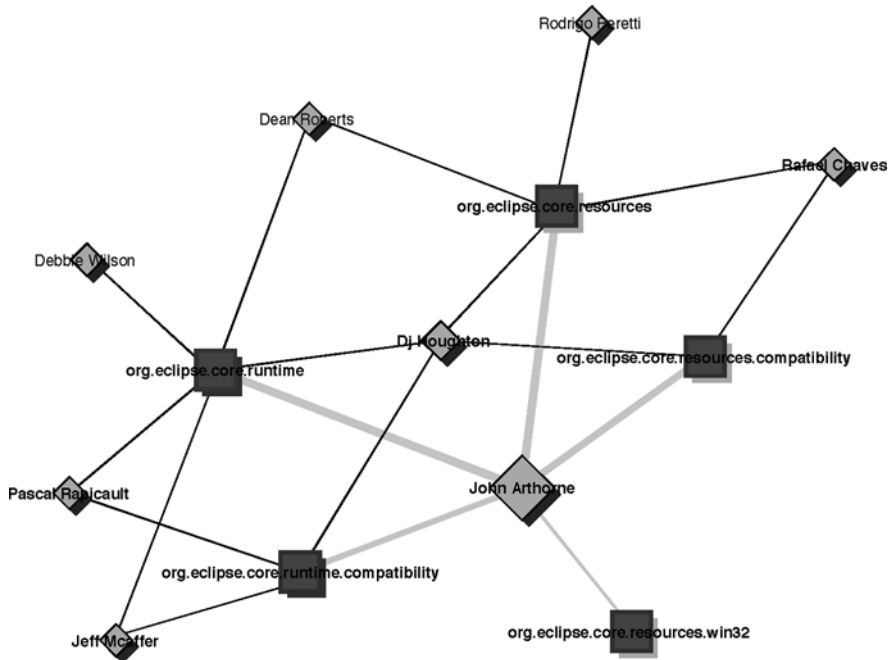 Rodrigo Peretti
Dean Roberts
Rafael Chaves
org.eclipse.core.resources
Debbie Wilson
Dj Houghton
org.eclipse.core.resources.compatibility
org.eclipse.core.runtime
John Arthorne
Pascal Rapicault
org.eclipse.core.runtime.compatibility
org.eclipse.core.resources.win32
Jeff Mcaffer